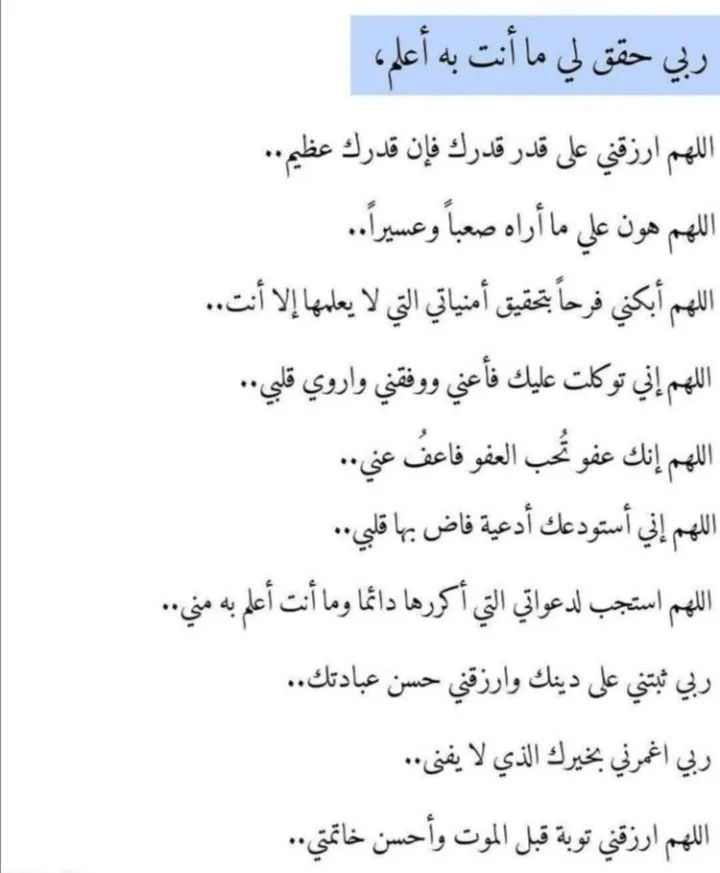 ربي حقق لي ما أنت به أعلم،
اللهم ارزقني على قدر قدرك فإن قدرك عظيم..
اللهم هون علي ما أراه صعباً وعسيراً..
اللهم أبكني فرحاً بتحقيق أمنياتي التي لا يعلمها إلا أنت..
اللهم إني توكلت عليك فأعني ووفقني واروي قلبي..
اللهم إنك عفو تُحب العفو فاعفُ عني..
اللهم إني أستودعك أدعية فاض بها قلبي..
اللهم استجب لدعواتي التي أكررها دائما وما أنت أعلم به مني..
ربي ثبتني على دينك وارزقني حسن عبادتك..
ربي اغمرني بخيرك الذي لا يفنى..
اللهم ارزقني توبة قبل الموت وأحسن خاتمتي..